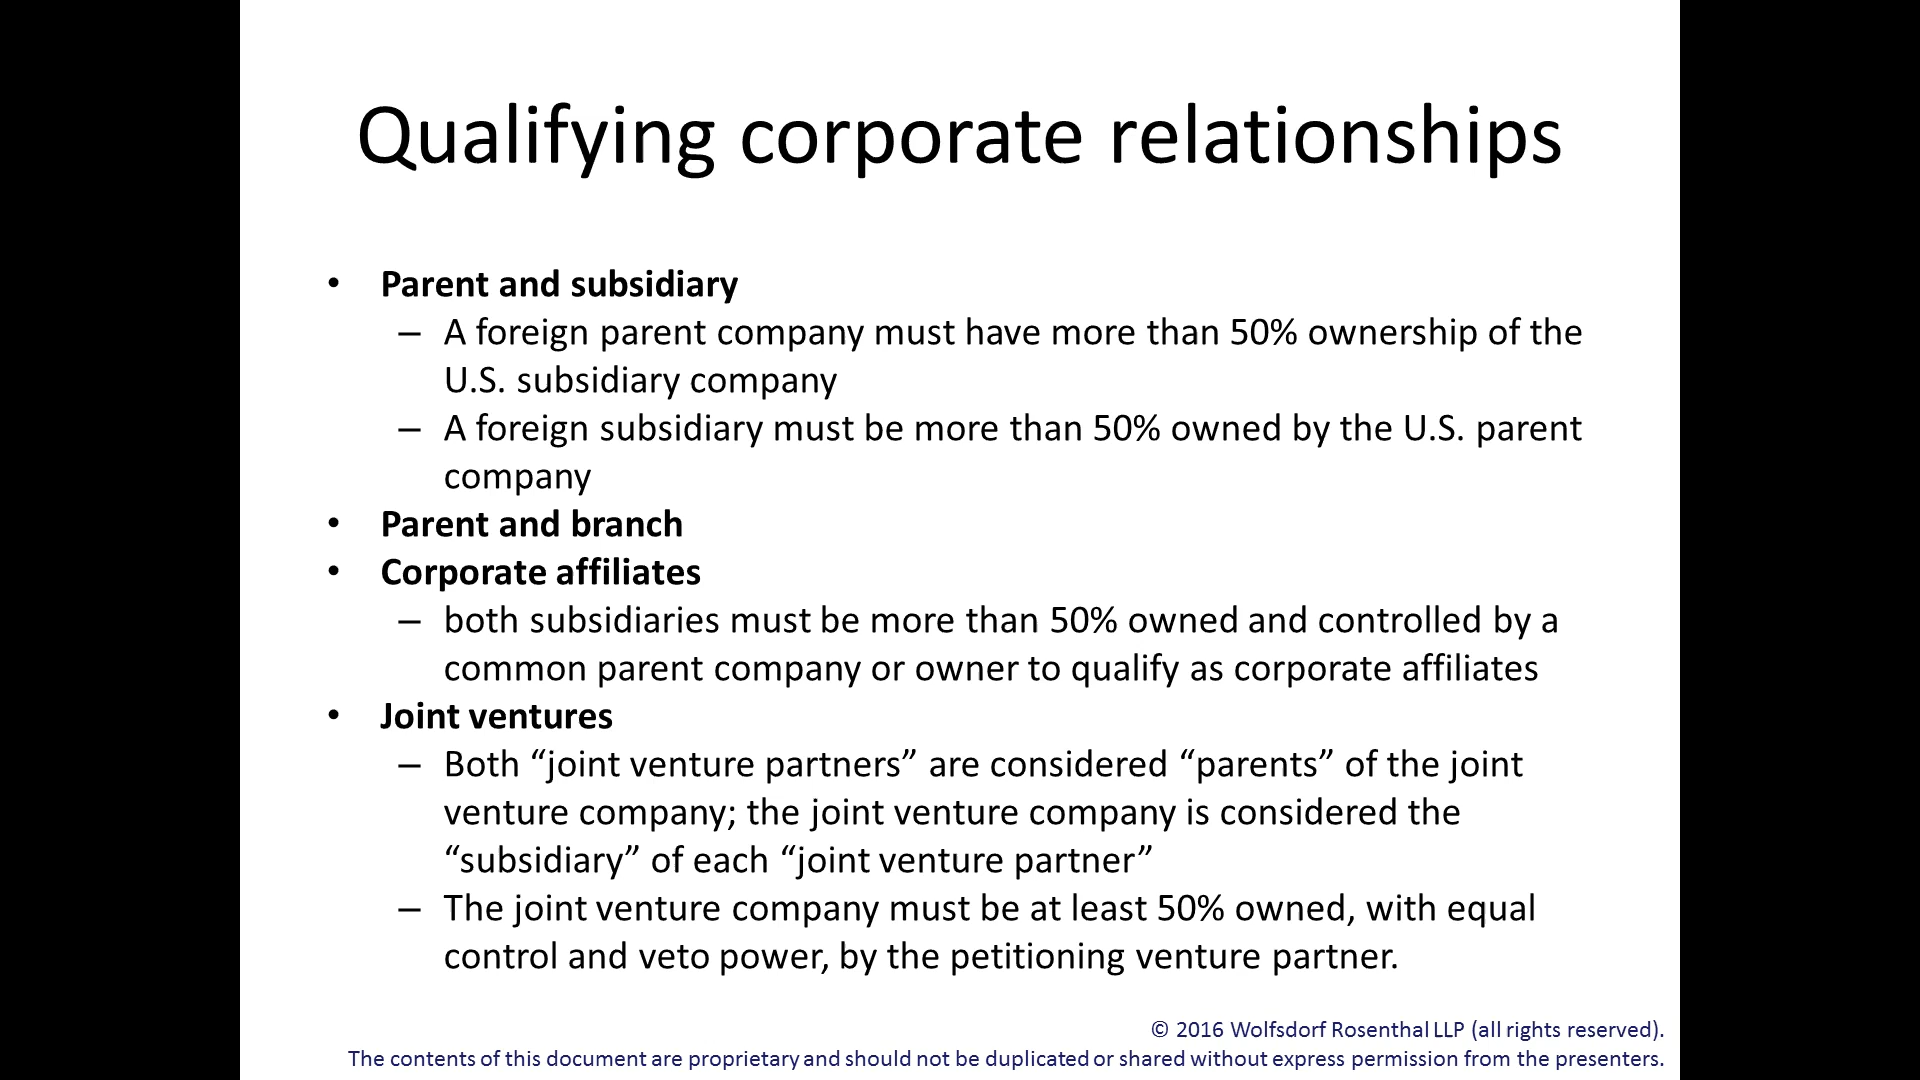 Qualifying corporate relationships
• Parent and subsidiary
– A foreign parent company must have more than 50% ownership of the
U.S. subsidiary company
– A foreign subsidiary must be more than 50% owned by the U.S. parent
company
• Parent and branch
• Corporate affiliates
– both subsidiaries must be more than 50% owned and controlled by a
common parent company or owner to qualify as corporate affiliates
• Joint ventures
– Both “joint venture partners” are considered “parents” of the joint
venture company; the joint venture company is considered the
“subsidiary” of each “joint venture partner”
– The joint venture company must be at least 50% owned, with equal
control and veto power, by the petitioning venture partner.
© 2016 Wolfsdorf Rosenthal LLP (all rights reserved).
The contents of this document are proprietary and should not be duplicated or shared without express permission from the presenters.